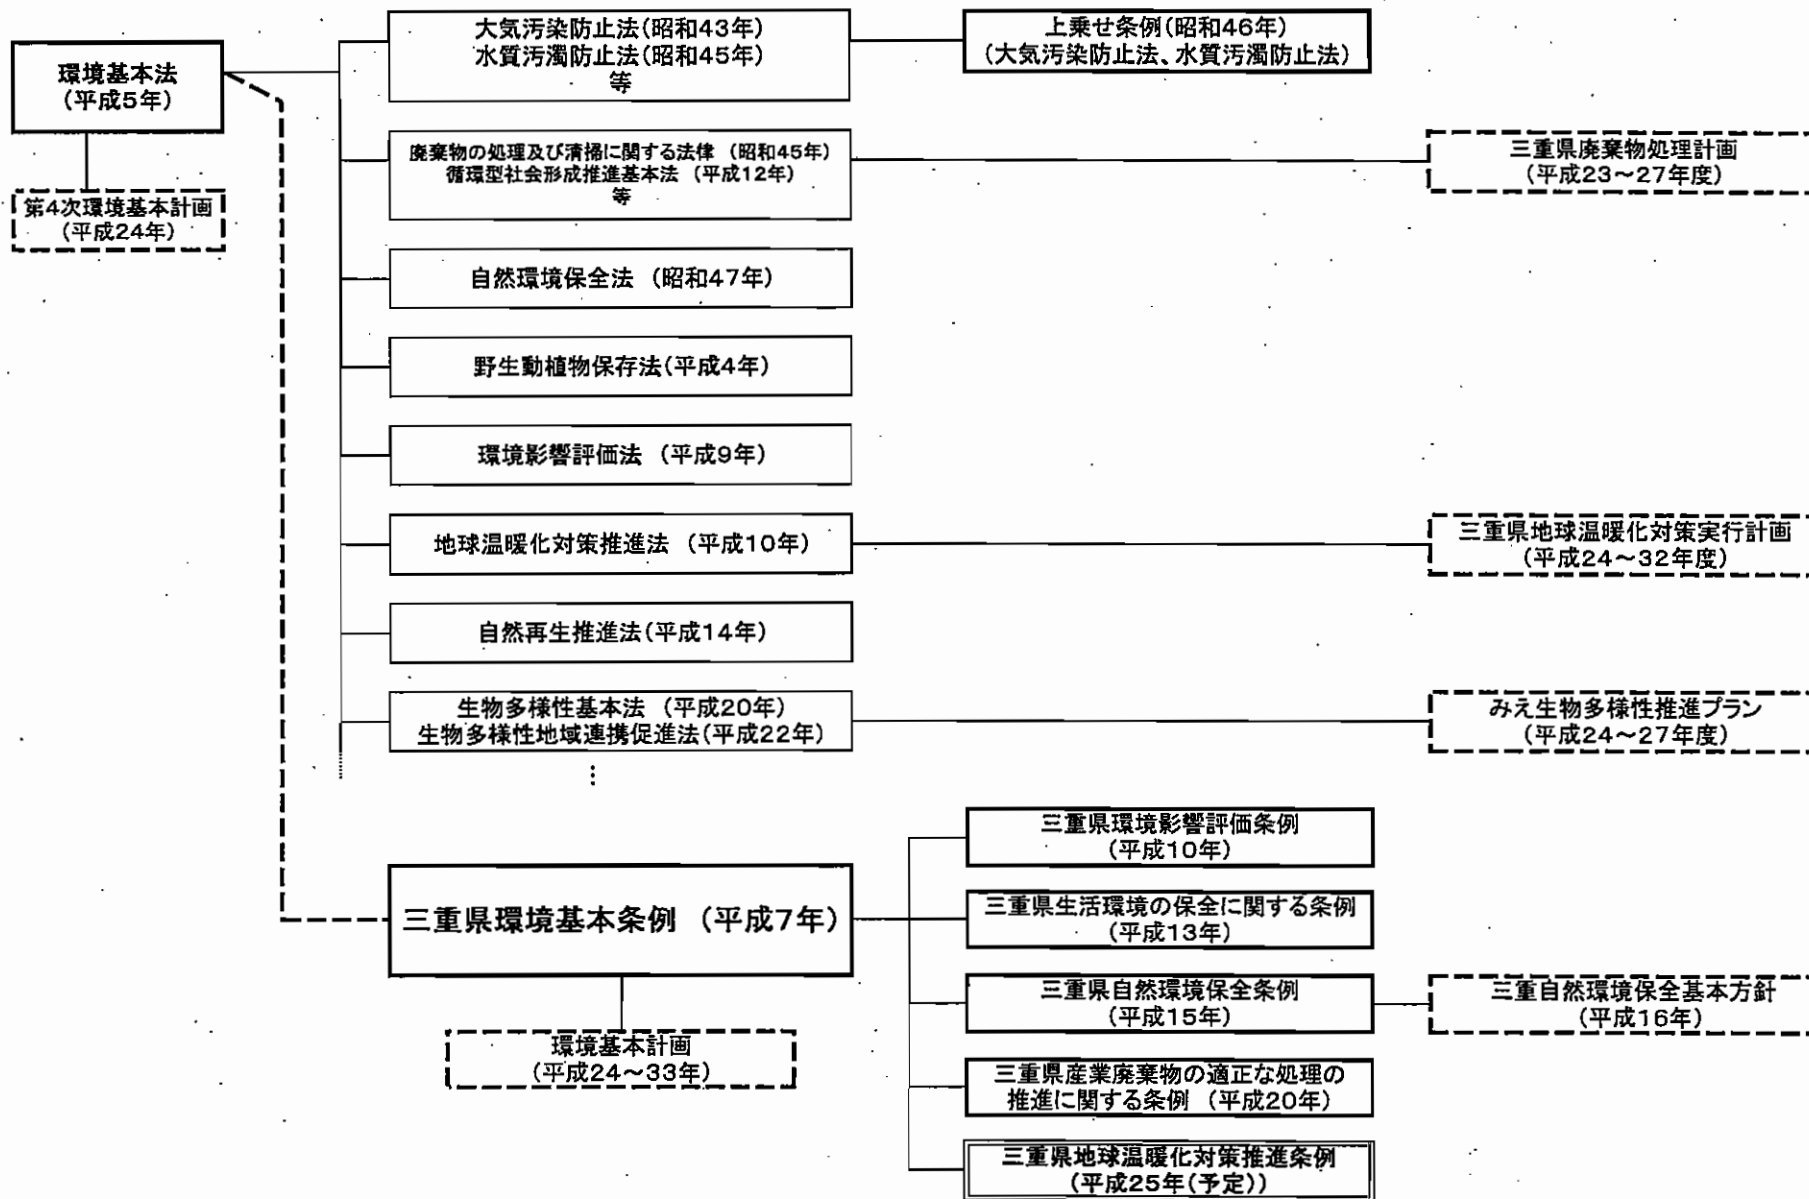 環境基本法
(平成5年)
第4次環境基本計画
(平成24年)
大気汚染防止法(昭和43年)
水質汚濁防止法(昭和45年)
等
上乗せ条例(昭和46年)
(大気汚染防止法、水質汚濁防止法)
廃棄物の処理及び清掃に関する法律 (昭和45年)
循環型社会形成推進基本法 (平成12年)
等
三重県廃棄物処理計画
(平成23～27年度)
自然環境保全法 (昭和47年)
野生動植物保存法(平成4年)
環境影響評価法 (平成9年)
地球温暖化対策推進法 (平成10年)
三重県地球温暖化対策実行計画
(平成24～32年度)
自然再生推進法(平成14年)
生物多様性基本法 (平成20年)
生物多様性地域連携促進法(平成22年)
⋮
みえ生物多様性推進プラン
(平成24～27年度)
三重県環境基本条例 (平成7年)
環境基本計画
(平成24～33年)
三重県環境影響評価条例
(平成10年)
三重県生活環境の保全に関する条例
(平成13年)
三重県自然環境保全条例
(平成15年)
三重自然環境保全基本方針
(平成16年)
三重県産業廃棄物の適正な処理の
推進に関する条例 (平成20年)
三重県地球温暖化対策推進条例
(平成25年(予定))